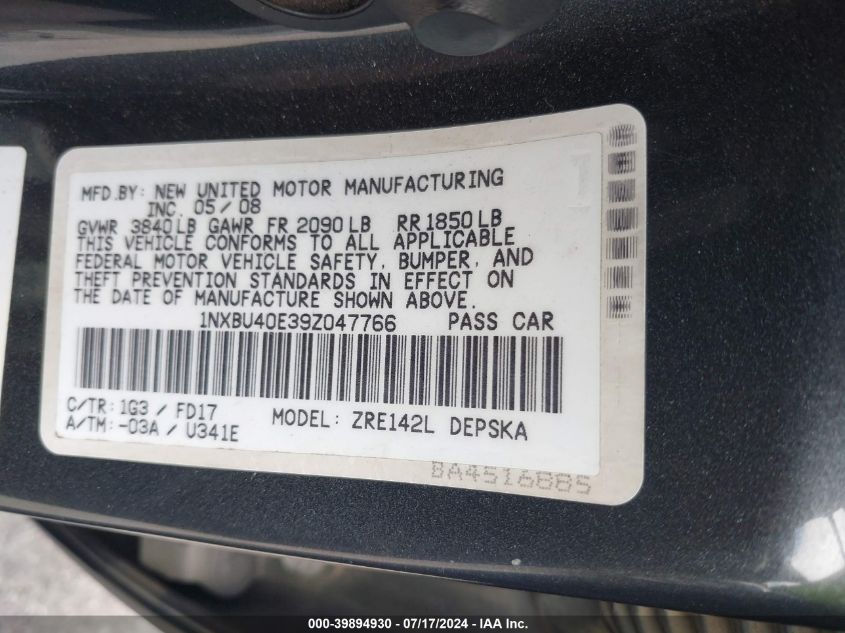 MFD.BY: NEW UNITED MOTOR MANUFACTURING
INC. 05/08
GVWR 3840LB GAWR FR 2090LB RR1850LB
THIS VEHICLE CONFORMS TO ALL APPLICABLE
FEDERAL MOTOR VEHICLE SAFETY, BUMPER, AND
THEFT PREVENTION STANDARDS IN EFFECT ON
THE DATE OF MANUFACTURE SHOWN ABOVE.
1NXBU40E39Z047766 PASS CAR
C/TR: 1G3 / FD17
A/TM: -03A / U341E
MODEL: ZRE142L DEPSKA
BA4516885
000-39894930 - 07/17/2024 - IAA Inc.